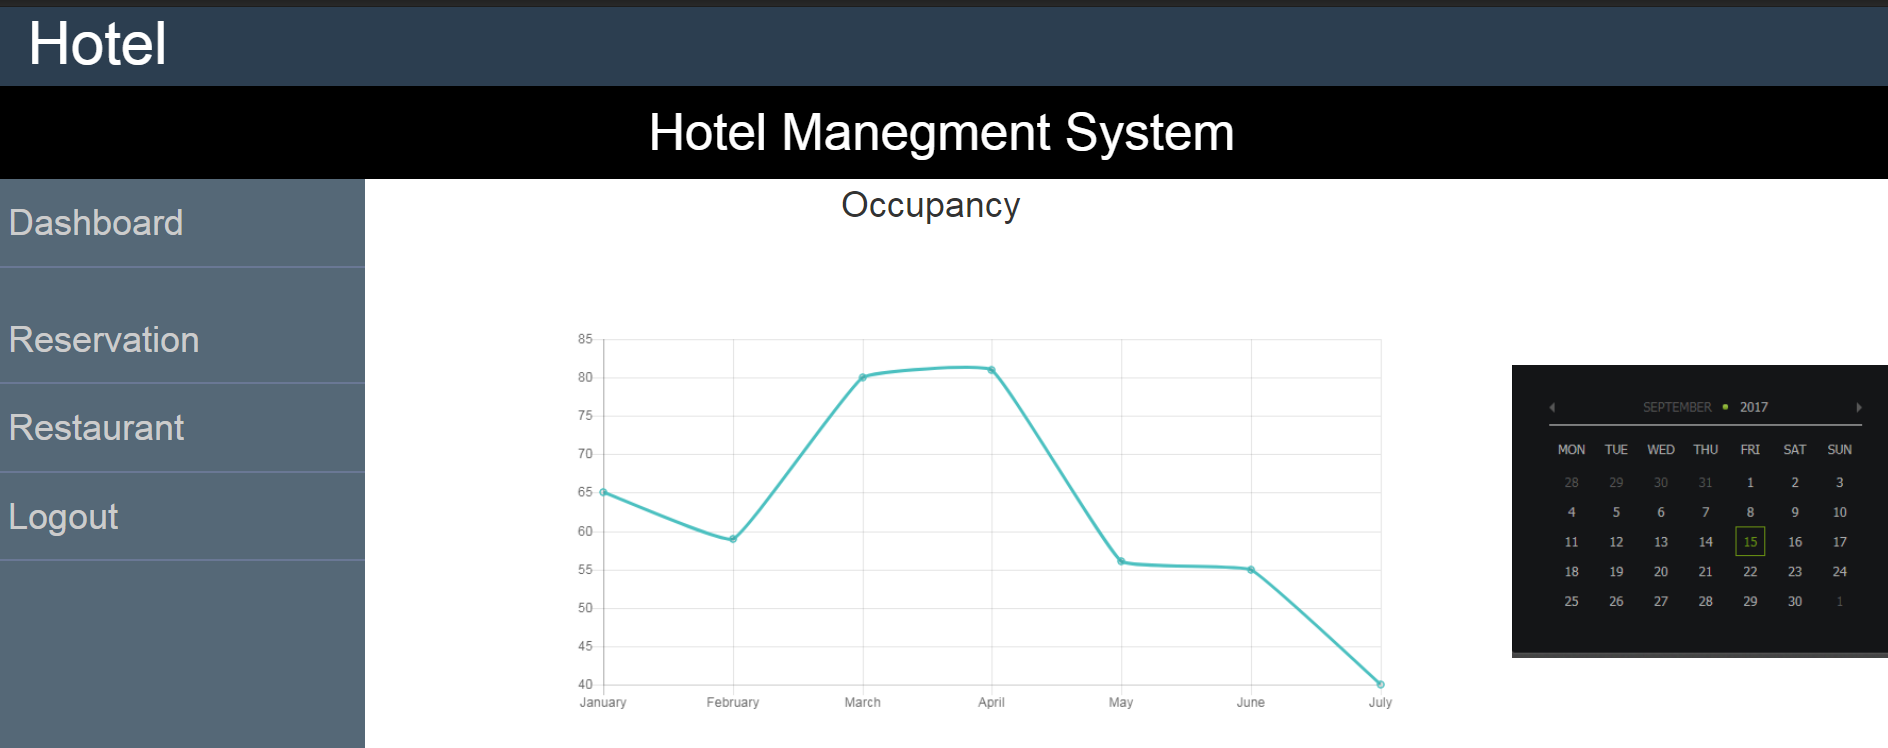 Hotel
Hotel Manegment System
Dashboard
Reservation
Restaurant
Logout
Occupancy
85
80
75
70
65
60
55
50
45
40
January February March April May June July
SEPTEMBER 2017
MON TUE WED THU FRI SAT SUN
28 29 30 31 1 2 3
4 5 6 7 8 9 10
11 12 13 14 15 16 17
18 19 20 21 22 23 24
25 26 27 28 29 30 1